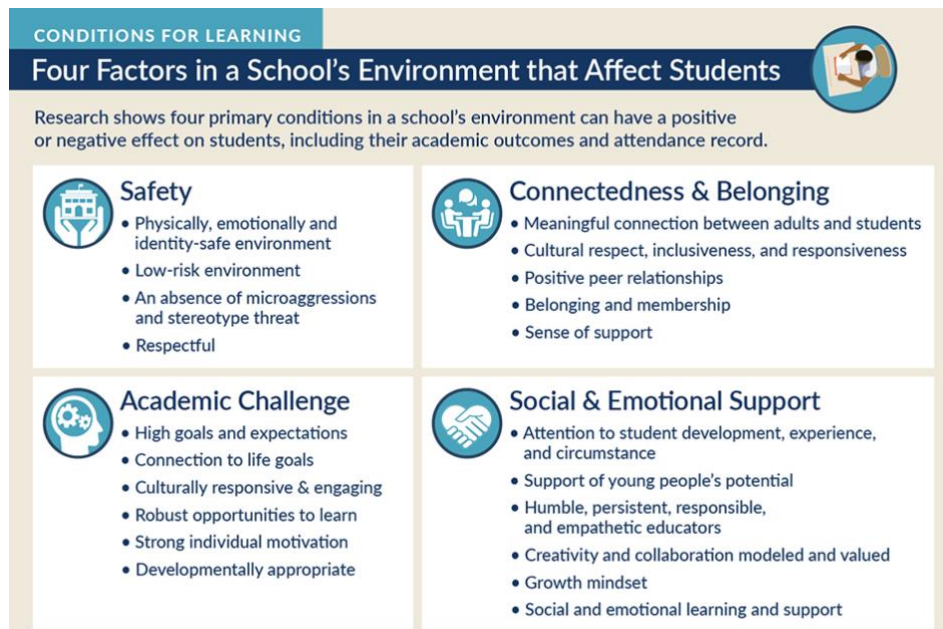 CONDITIONS FOR LEARNING
Four Factors in a School's Environment that Affect Students
Research shows four primary conditions in a school's environment can have a positive
or negative effect on students, including their academic outcomes and attendance record.
Safety
• Physically, emotionally and
identity-safe environment
• Low-risk environment
• An absence of microaggressions
and stereotype threat
• Respectful
Connectedness & Belonging
• Meaningful connection between adults and students
• Cultural respect, inclusiveness, and responsiveness
• Positive peer relationships
• Belonging and membership
• Sense of support
Academic Challenge
• High goals and expectations
• Connection to life goals
• Culturally responsive & engaging
• Robust opportunities to learn
• Strong individual motivation
• Developmentally appropriate
Social & Emotional Support
• Attention to student development, experience,
and circumstance
• Support of young people's potential
• Humble, persistent, responsible,
and empathetic educators
• Creativity and collaboration modeled and valued
• Growth mindset
• Social and emotional learning and support